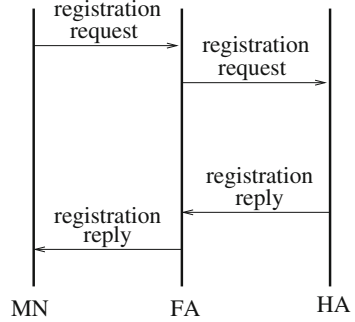 registration
request
registration
request
registration
reply
registration
reply
MN
FA
HA